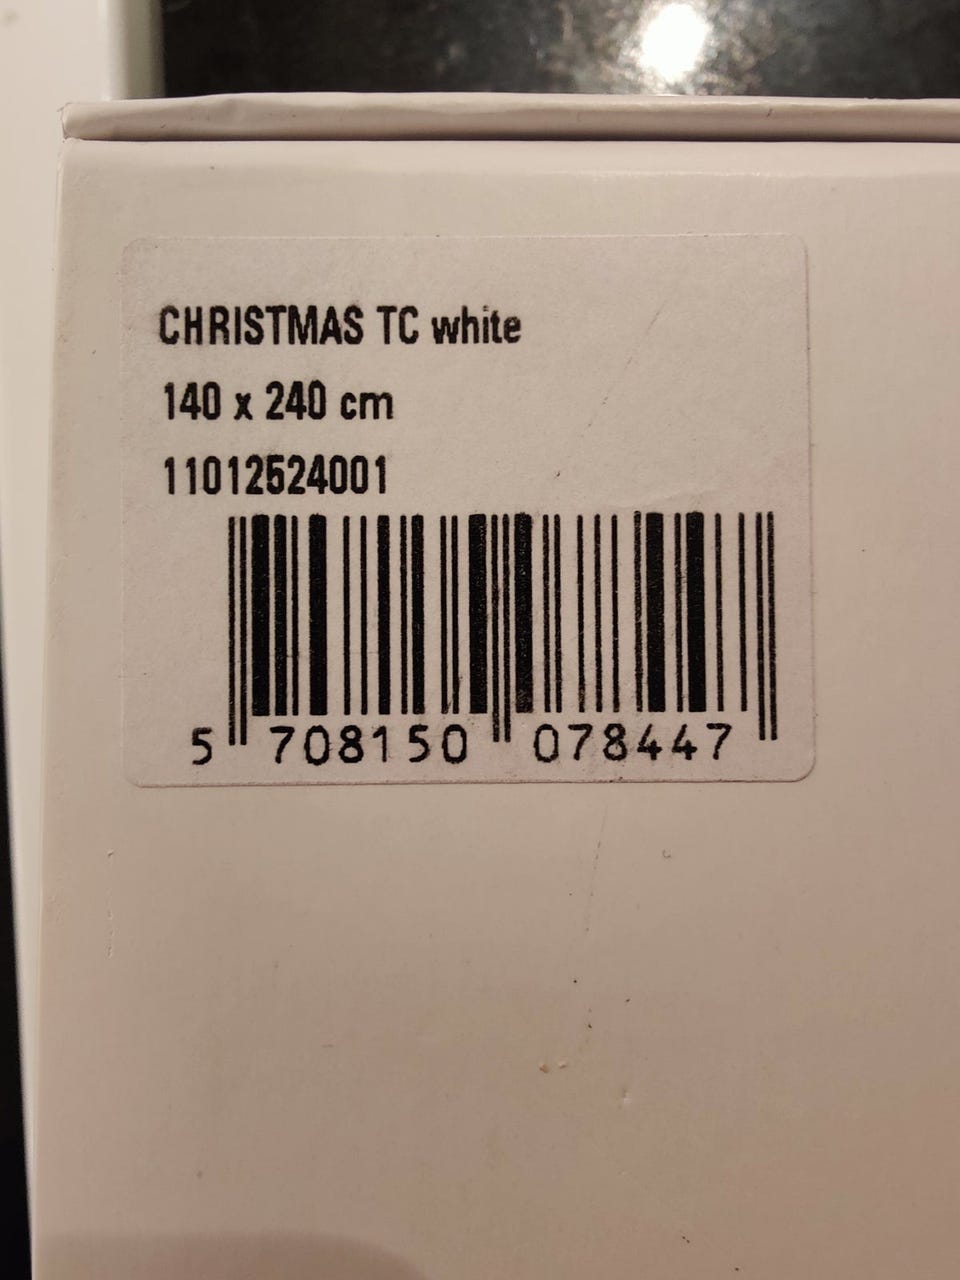 CHRISTMAS TC white
140 x 240 cm
11012524001
5 708150 078447